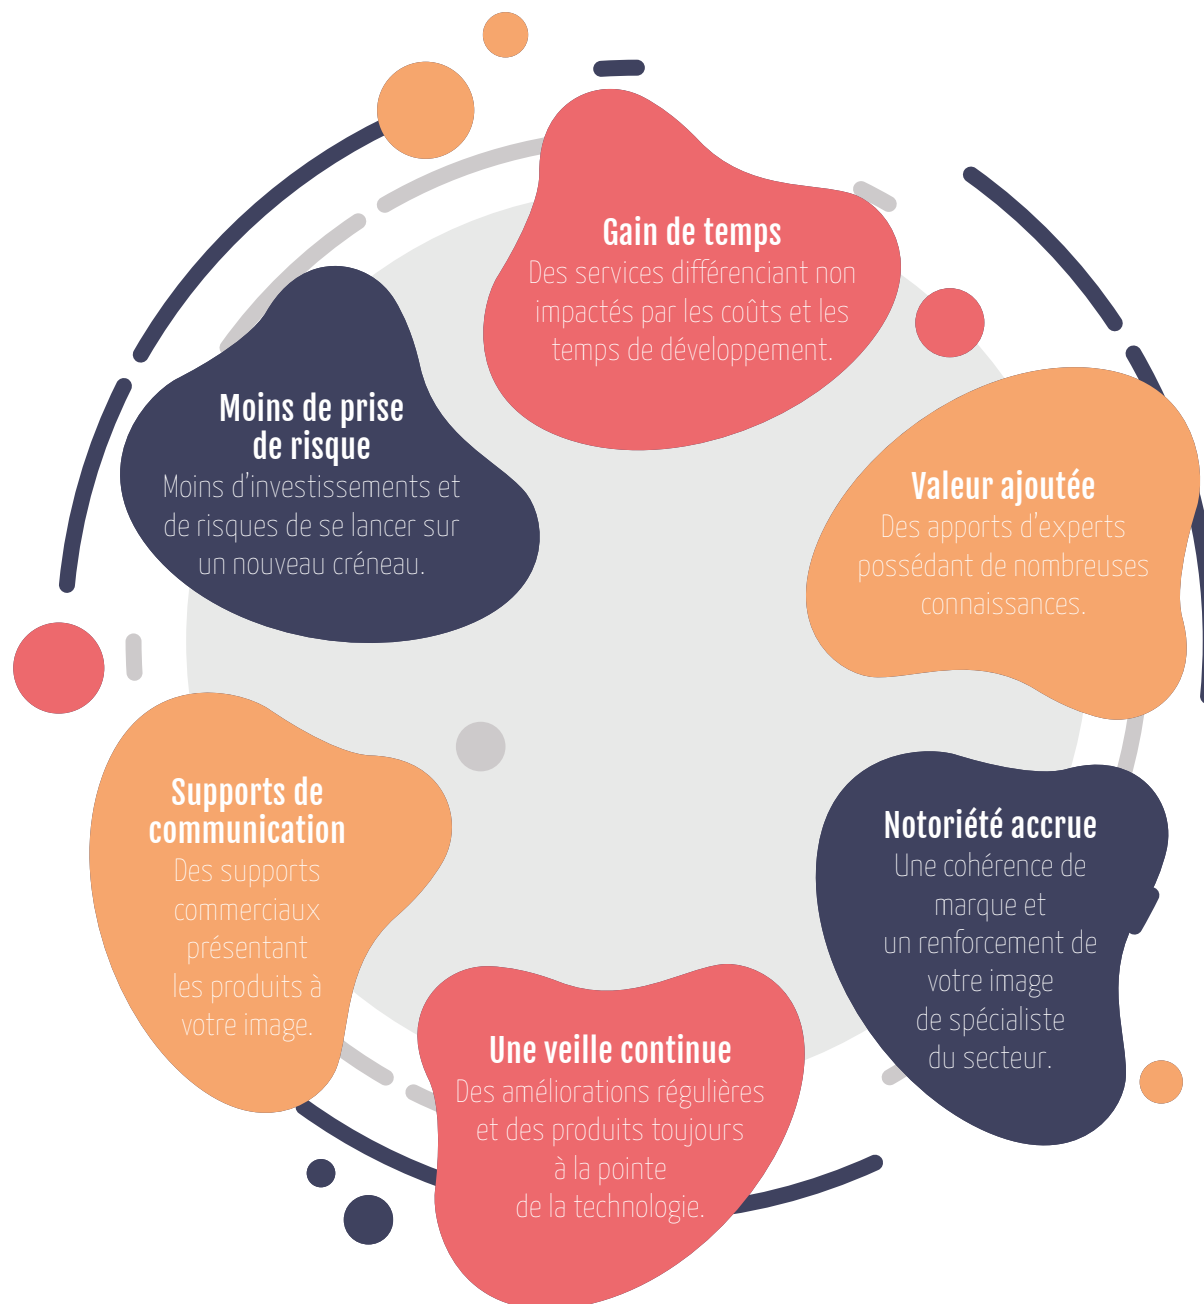 Gain de temps
Des services différenciant non
impactés par les coûts et les
temps de développement.
Moins de prise
de risque
Moins d'investissements et
de risques de se lancer sur
un nouveau créneau.
Valeur ajoutée
Des apports d'experts
possédant de nombreuses
connaissances.
Supports de
communication
Des supports
commerciaux
présentant
les produits à
votre image.
Notoriété accrue
Une cohérence de
marque et
un renforcement de
votre image
de spécialiste
du secteur.
Une veille continue
Des améliorations régulières
et des produits toujours
à la pointe
de la technologie.